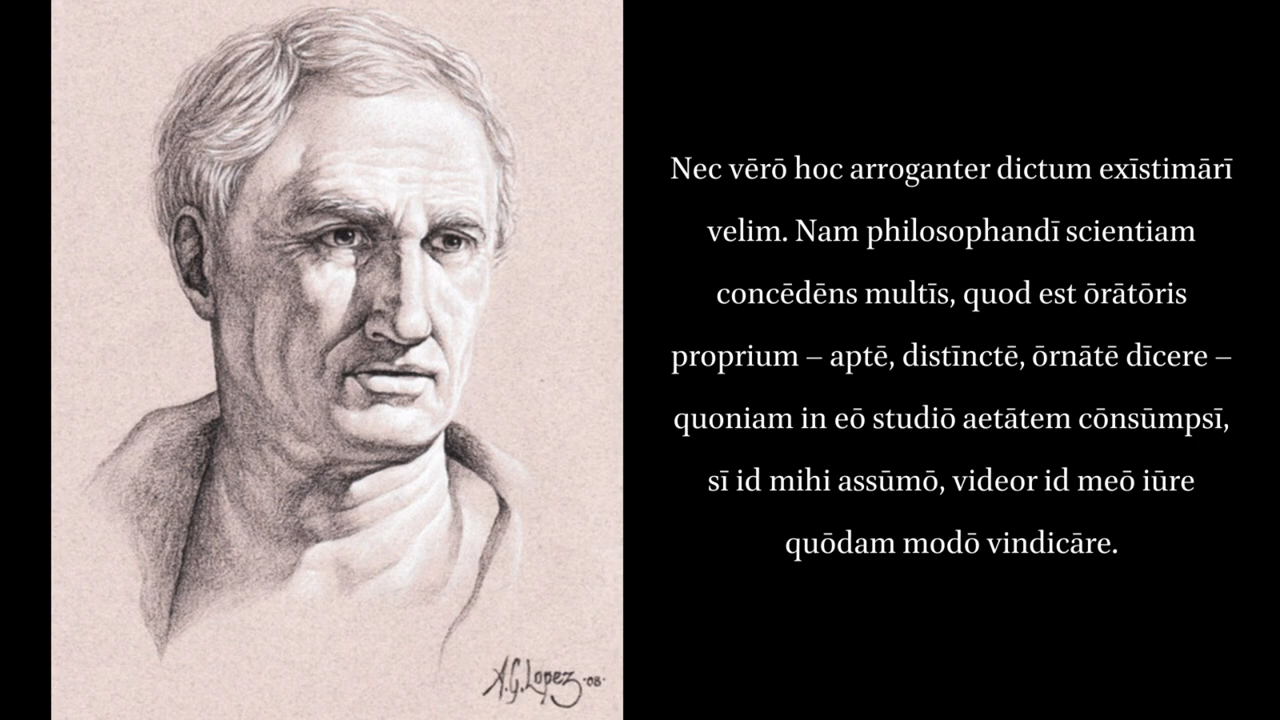 Nec vērō hoc arroganter dictum exīstimārī
velim. Nam philosophandī scientiam
concēdēns multīs, quod est ōrātōris
proprium – aptē, distīnctē, ōrnātē dīcere –
quoniam in eō studiō aetātem cōnsūmpsī,
sī id mihi assūmō, videor id meō iūre
quōdam modō vindicāre.
A.G.Lopez ·08·